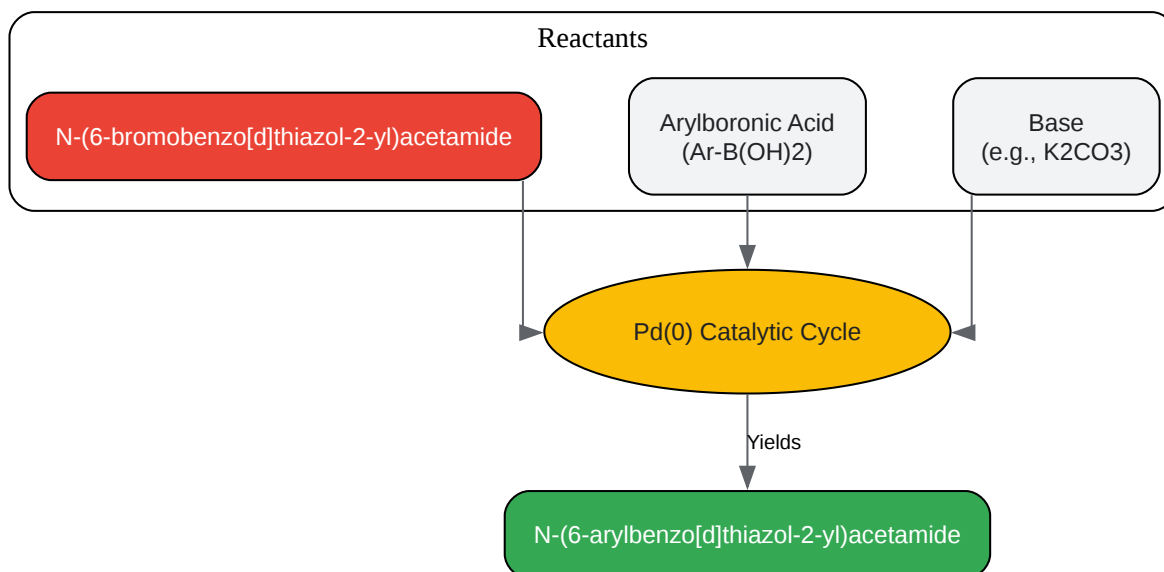 Reactants
N-(6-bromobenzo[d]thiazol-2-yl)acetamide
Arylboronic Acid
(Ar-B(OH)2)
Base
(e.g., K2CO3)
Pd(0) Catalytic Cycle
Yields
N-(6-arylbenzo[d]thiazol-2-yl)acetamide